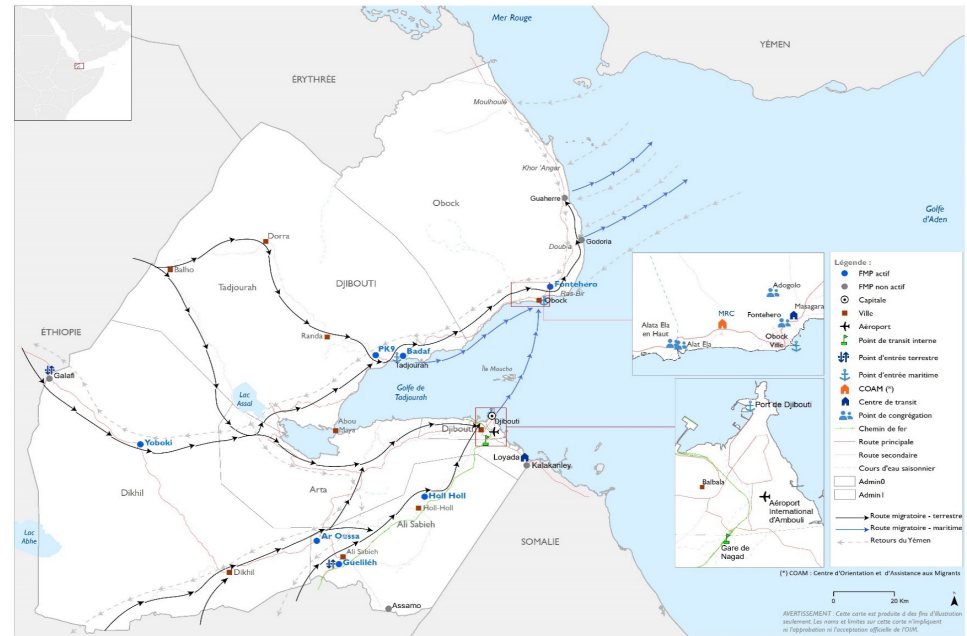 Mer Rouge
YÉMEN
ÉRYTHRÉE
Moulhoulé
Khor 'Angar
Guaherre
Obock
Golfe
d'Aden
Godoria
Doubia
Dorra
Balho
Tadjourah
DJIBOUTI
Fontehero
Ras-Bir
Obock
ÉTHIOPIE
Randa
PK9
Badaf
Tadjourah
Galafi
Île Moucha
Golfe de
Tadjourah
Lac
Assal
Abou
Maya
Djibouti
Djibouti
Yoboki
Loyada
Kalakanley
Dikhil
Arta
Holl Holl
Holl-Holl
Ali Sabieh
Lac
Abhe
Ar Oussa
SOMALIE
Ali Sabieh
Gueliléh
Dikhil
Assamo
Adogolo
MRC
Fontehero
Masagara
Alata Ela
en Haut
Alat Ela
Obock
Ville
Port de Djibouti
Balbala
Aéroport
International
d'Ambouli
Gare de
Nagad
Légende :
FMP actif
FMP non actif
Capitale
Ville
Aéroport
Point de transit interne
Point d'entrée terrestre
Point d'entrée maritime
COAM (*)
Centre de transit
Point de congrégation
Chemin de fer
Route principale
Route secondaire
Cours d'eau saisonnier
Admin0
Admin1
Route migratoire - terrestre
Route migratoire - maritime
Retours du Yémen
(*) COAM : Centre d'Orientation et d'Assistance aux Migrants
0 20 Km
AVERTISSEMENT : Cette carte est produite à des fins d'illustration
seulement. Les noms et limites sur cette carte n'impliquent
ni l'approbation ni l'acceptation officielle de l'OIM.